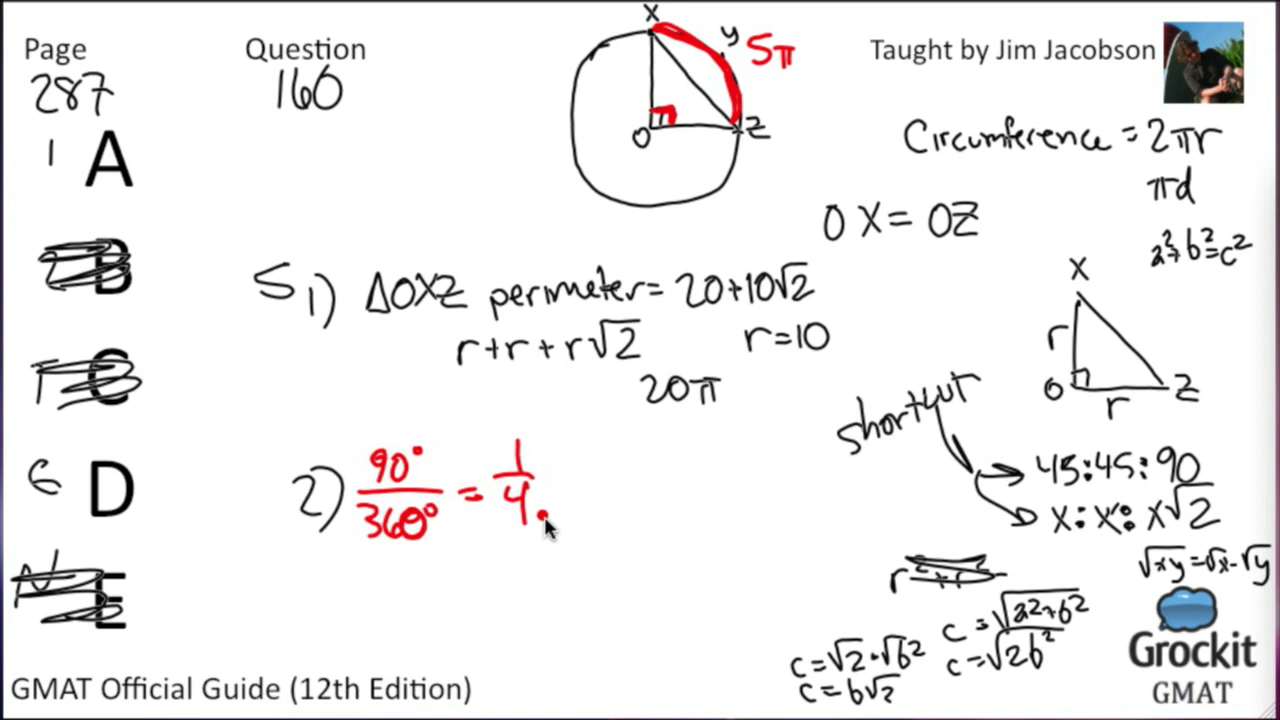 Page
Question
Taught by Jim Jacobson
287
160
X
y
5π
O
Z
Circumference = 2πr
πd
1 A
OX = OZ
a²+b²=c²
B
S 1) ΔOXZ perimeter= 20+10√2
r+r+r√2 r=10
20π
X
r
O
r
Z
C
shortcut
45:45:90
x:x:x√2
D
2) 90°/360° = 1/4 .
√xy=√x·√y
E
c = √a²+b²
c=√2b²
c=√2·√b²
c=b√2
Grockit
GMAT
GMAT Official Guide (12th Edition)